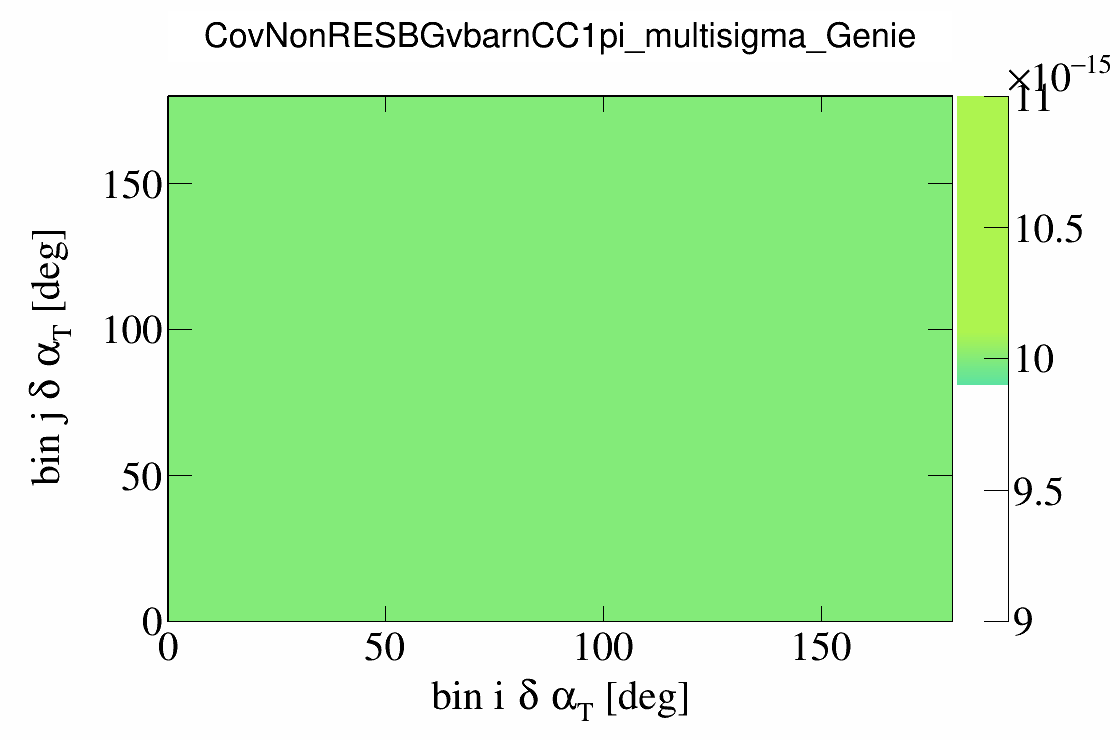 CovNonRESBGvbarnCC1pi_multisigma_Genie
×10⁻¹⁵
11
10.5
10
9.5
9
150
100
50
0
0 50 100 150
bin j δ α_T [deg]
bin i δ α_T [deg]